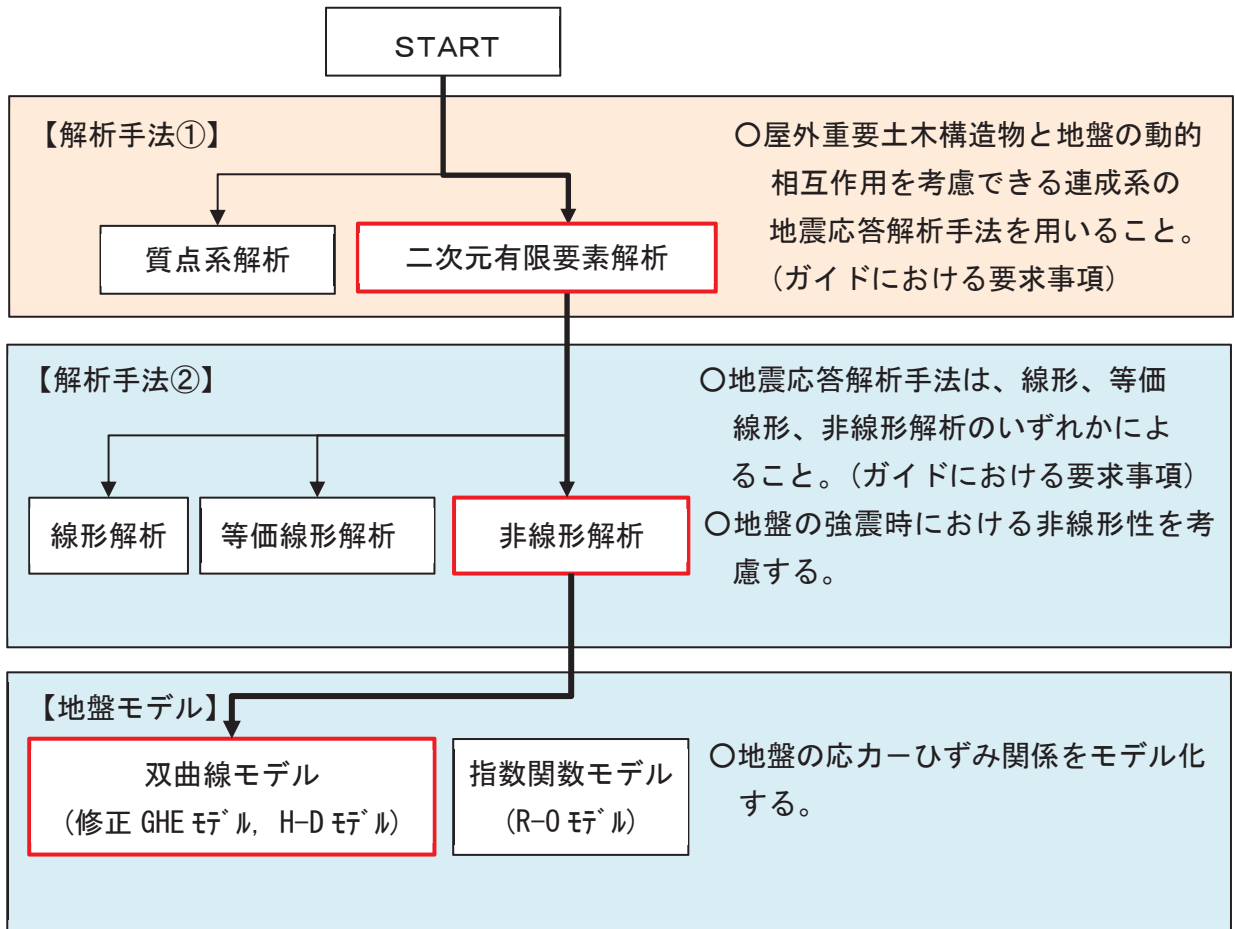 ＳＴＡＲＴ
【解析手法①】
質点系解析
二次元有限要素解析
〇屋外重要土木構造物と地盤の動的
相互作用を考慮できる連成系の
地震応答解析手法を用いること。
（ガイドにおける要求事項）
【解析手法②】
線形解析
等価線形解析
非線形解析
〇地震応答解析手法は、線形、等価
線形、非線形解析のいずれかによ
ること。（ガイドにおける要求事項）
〇地盤の強震時における非線形性を考
慮する。
【地盤モデル】
双曲線モデル
（修正 GHE ﾓﾃﾞﾙ, H-D ﾓﾃﾞﾙ）
指数関数モデル
（R-O ﾓﾃﾞﾙ）
〇地盤の応力ーひずみ関係をモデル化
する。